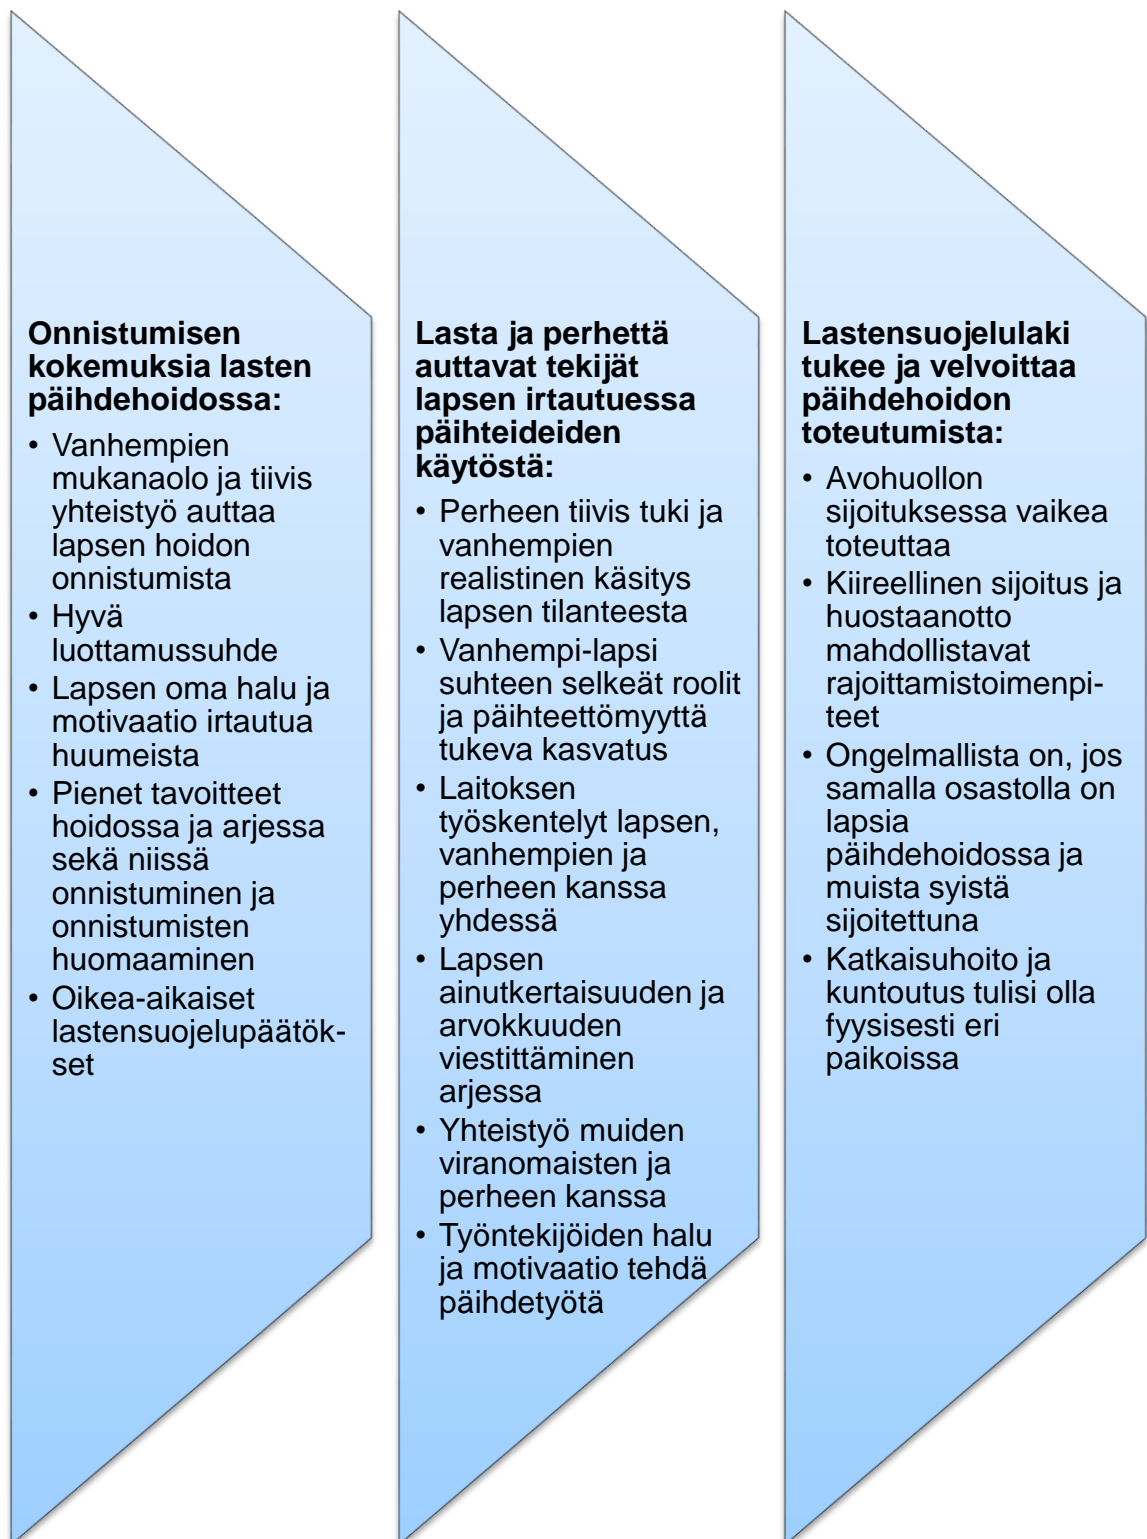 Onnistumisen
kokemuksia lasten
päihdehoidossa:
• Vanhempien
mukanaolo ja tiivis
yhteistyö auttaa
lapsen hoidon
onnistumista
• Hyvä
luottamussuhde
• Lapsen oma halu ja
motivaatio irtautua
huumeista
• Pienet tavoitteet
hoidossa ja arjessa
sekä niissä
onnistuminen ja
onnistumisten
huomaaminen
• Oikea-aikaiset
lastensuojelupäätök-
set
Lasta ja perhettä
auttavat tekijät
lapsen irtautuessa
päihteideiden
käytöstä:
• Perheen tiivis tuki ja
vanhempien
realistinen käsitys
lapsen tilanteesta
• Vanhempi-lapsi
suhteen selkeät roolit
ja päihteettömyyttä
tukeva kasvatus
• Laitoksen
työskentelyt lapsen,
vanhempien ja
perheen kanssa
yhdessä
• Lapsen
ainutkertaisuuden ja
arvokkuuden
viestittäminen
arjessa
• Yhteistyö muiden
viranomaisten ja
perheen kanssa
• Työntekijöiden halu
ja motivaatio tehdä
päihdetyötä
Lastensuojelulaki
tukee ja velvoittaa
päihdehoidon
toteutumista:
• Avohuollon
sijoituksessa vaikea
toteuttaa
• Kiireellinen sijoitus ja
huostaanotto
mahdollistavat
rajoittamistoimenpi-
teet
• Ongelmallista on, jos
samalla osastolla on
lapsia
päihdehoidossa ja
muista syistä
sijoitettuna
• Katkaisuhoito ja
kuntoutus tulisi olla
fyysisesti eri
paikoissa